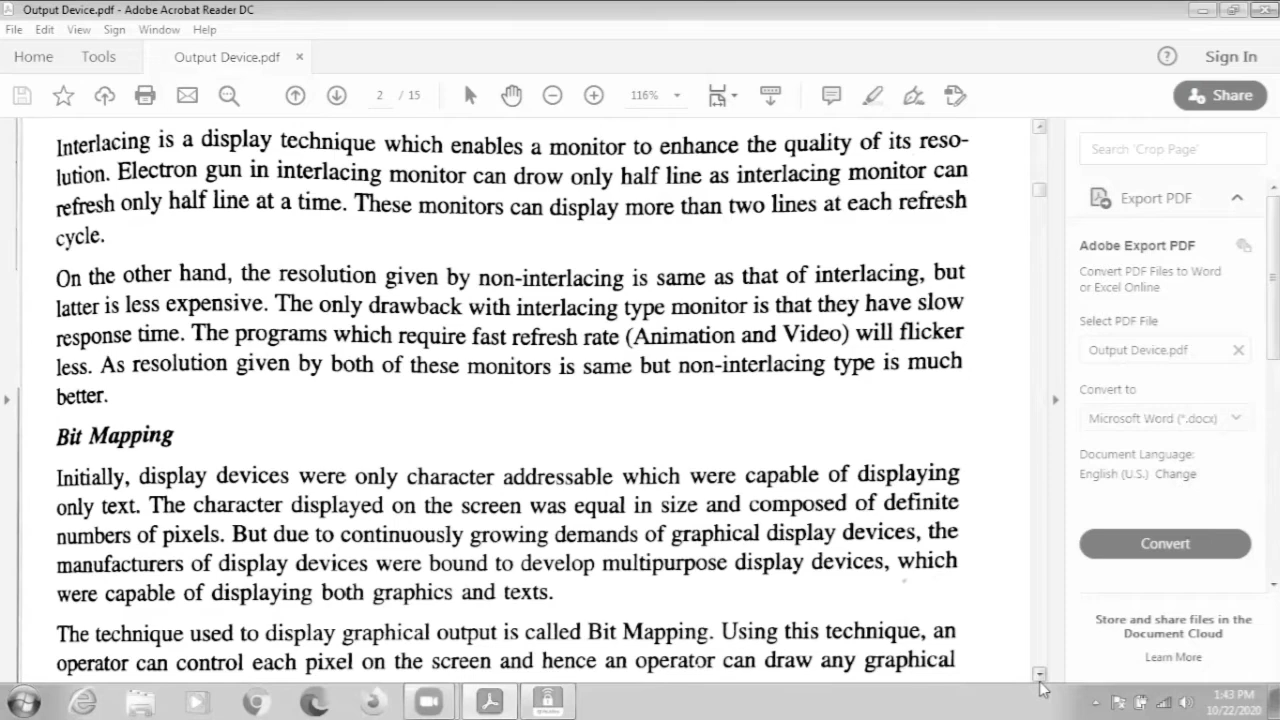 Output Device.pdf - Adobe Acrobat Reader DC
File Edit View Sign Window Help
Home Tools Output Device.pdf × ? Sign In
2 / 15 116% Share
Interlacing is a display technique which enables a monitor to enhance the quality of its reso-
lution. Electron gun in interlacing monitor can drow only half line as interlacing monitor can
refresh only half line at a time. These monitors can display more than two lines at each refresh
cycle.
On the other hand, the resolution given by non-interlacing is same as that of interlacing, but
latter is less expensive. The only drawback with interlacing type monitor is that they have slow
response time. The programs which require fast refresh rate (Animation and Video) will flicker
less. As resolution given by both of these monitors is same but non-interlacing type is much
better.
Bit Mapping
Initially, display devices were only character addressable which were capable of displaying
only text. The character displayed on the screen was equal in size and composed of definite
numbers of pixels. But due to continuously growing demands of graphical display devices, the
manufacturers of display devices were bound to develop multipurpose display devices, which
were capable of displaying both graphics and texts.
The technique used to display graphical output is called Bit Mapping. Using this technique, an
operator can control each pixel on the screen and hence an operator can draw any graphical
Search 'Crop Page'
Export PDF
Adobe Export PDF
Convert PDF Files to Word
or Excel Online
Select PDF File
Output Device.pdf
Convert to
Microsoft Word (*.docx)
Document Language:
English (U.S.) Change
Convert
Store and share files in the
Document Cloud
Learn More
1:43 PM
10/22/2020